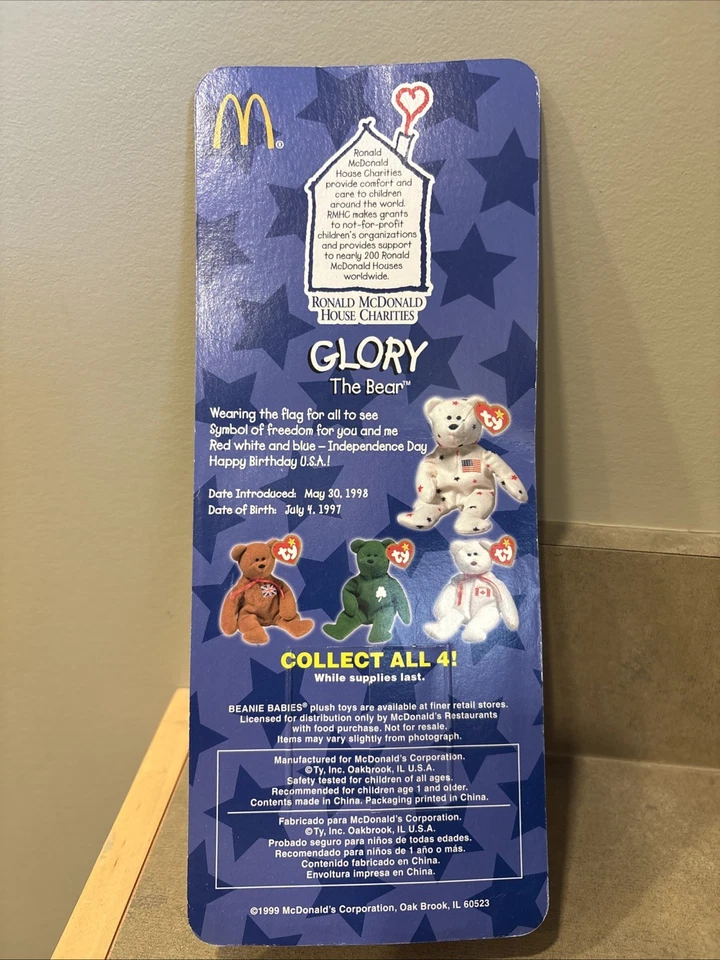 Ronald
McDonald
House Charities
provide comfort and
care to children
around the world.
RMHC makes grants
to not-for-profit
children's organizations
and provides support
to nearly 200 Ronald
McDonald Houses
worldwide.
RONALD MCDONALD
HOUSE CHARITIES
GLORY
The Bear™
Wearing the flag for all to see
Symbol of freedom for you and me
Red white and blue – Independence Day
Happy Birthday U.S.A.!
Date Introduced: May 30, 1998
Date of Birth: July 4, 1997
ty
ty
ty
ty
COLLECT ALL 4!
While supplies last.
BEANIE BABIES® plush toys are available at finer retail stores.
Licensed for distribution only by McDonald's Restaurants
with food purchase. Not for resale.
Items may vary slightly from photograph.
Manufactured for McDonald's Corporation.
©Ty, Inc. Oakbrook, IL U.S.A.
Safety tested for children of all ages.
Recommended for children age 1 and older.
Contents made in China. Packaging printed in China.
Fabricado para McDonald's Corporation.
©Ty, Inc. Oakbrook, IL U.S.A.
Probado seguro para niños de todas edades.
Recomendado para niños de 1 año o más.
Contenido fabricado en China.
Envoltura impresa en China.
©1999 McDonald's Corporation, Oak Brook, IL 60523